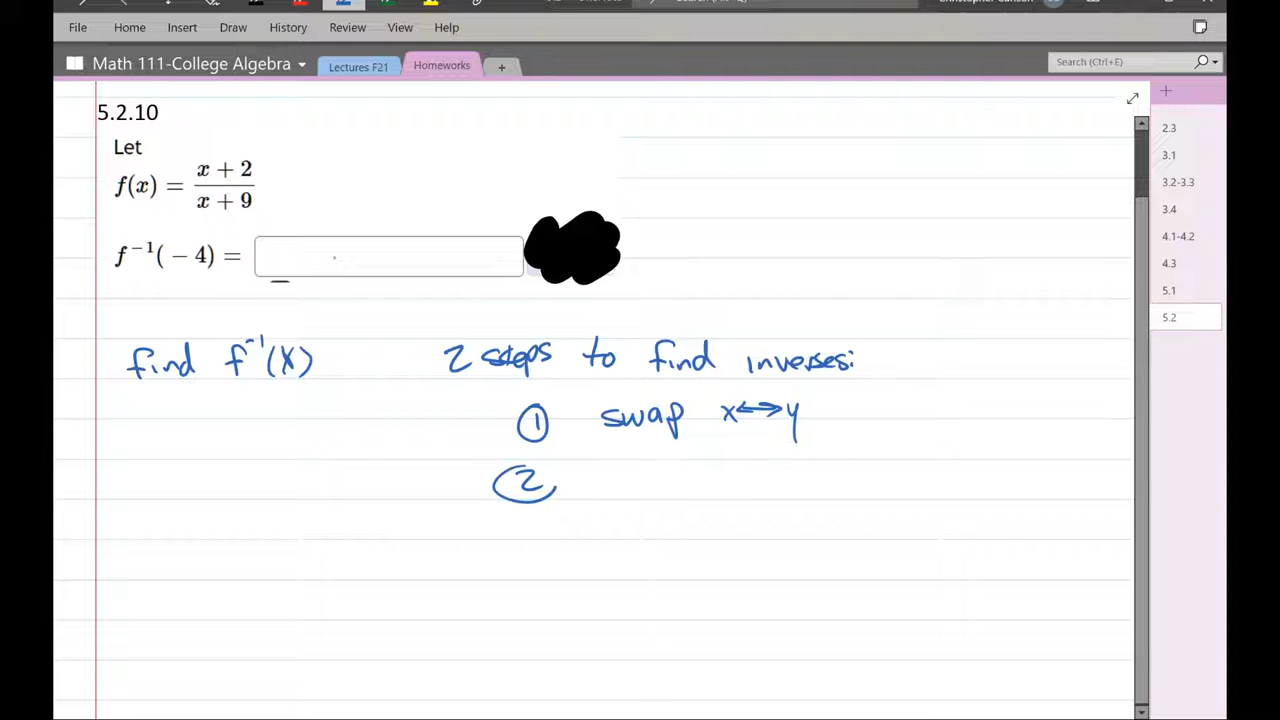 File Home Insert Draw History Review View Help
Math 111-College Algebra Lectures F21 Homeworks + Search (Ctrl+E)
5.2.10
Let
f(x) = \frac{x + 2}{x + 9}
f^{-1}(-4) =
find f^{-1}(x) 2 steps to find inverses:
① swap x↔y
②
2.3
3.1
3.2-3.3
3.4
4.1-4.2
4.3
5.1
5.2